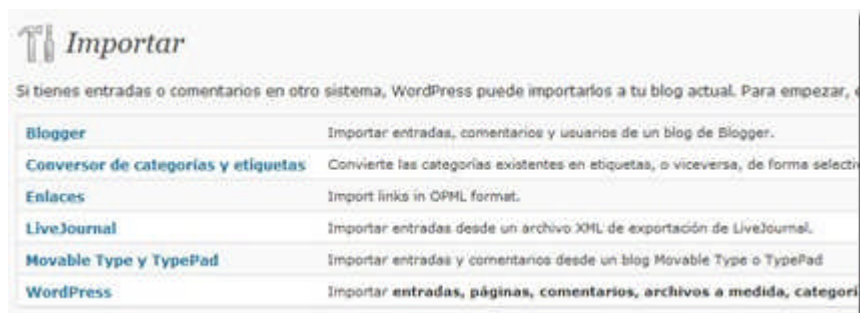 Importar
Si tienes entradas o comentarios en otro sistema, WordPress puede importarlos a tu blog actual. Para empezar,
Blogger Importar entradas, comentarios y usuarios de un blog de Blogger.
Conversor de categorías y etiquetas Convierte las categorías existentes en etiquetas, o viceversa, de forma
Enlaces Import links in OPML format.
LiveJournal Importar entradas desde un archivo XML de exportación de LiveJournal.
Movable Type y TypePad Importar entradas y comentarios desde un blog Movable Type o TypePad
WordPress Importar entradas, páginas, comentarios, archivos a medida,